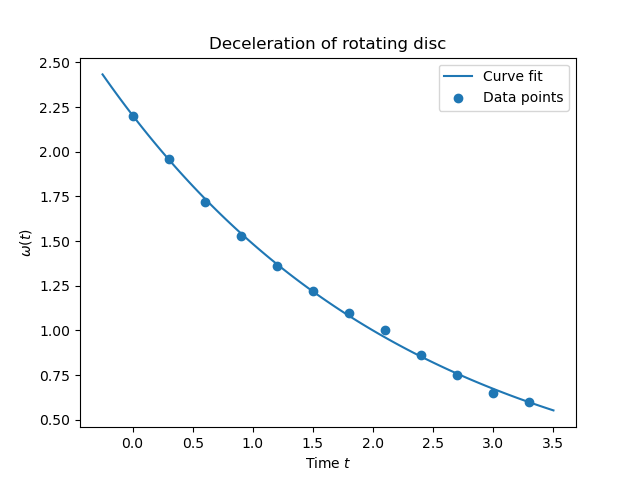 Deceleration of rotating disc
Curve fit
Data points
2.50
2.25
2.00
1.75
1.50
1.25
1.00
0.75
0.50
ω(t)
0.0 0.5 1.0 1.5 2.0 2.5 3.0 3.5
Time t